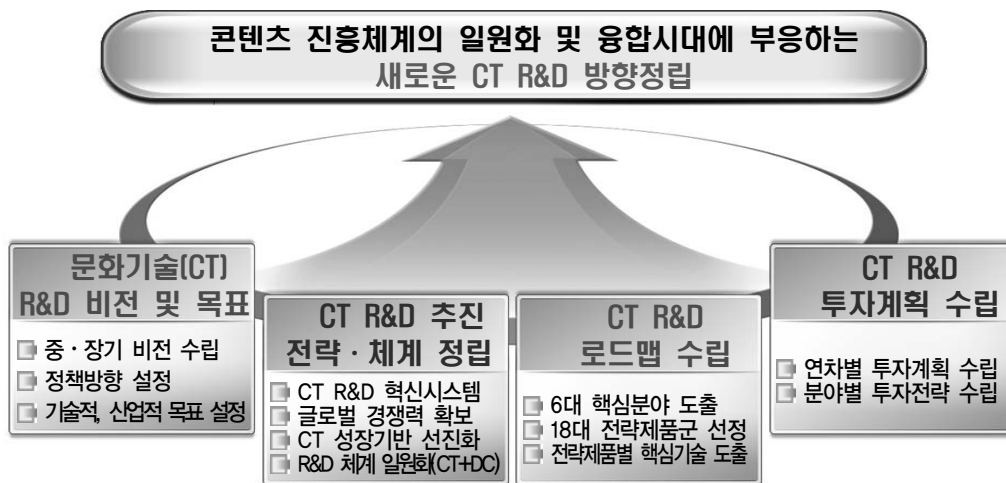 콘텐츠 진흥체계의 일원화 및 융합시대에 부응하는
새로운 CT R&D 방향정립
문화기술(CT)
R&D 비전 및 목표
중·장기 비전 수립
정책방향 설정
기술적, 산업적 목표 설정
CT R&D 추진
전략·체계 정립
CT R&D 혁신시스템
글로벌 경쟁력 확보
CT 성장기반 선진화
R&D 체계 일원화(CT+DC)
CT R&D
로드맵 수립
6대 핵심분야 도출
18대 전략제품군 선정
전략제품별 핵심기술 도출
CT R&D
투자계획 수립
연차별 투자계획 수립
분야별 투자전략 수립